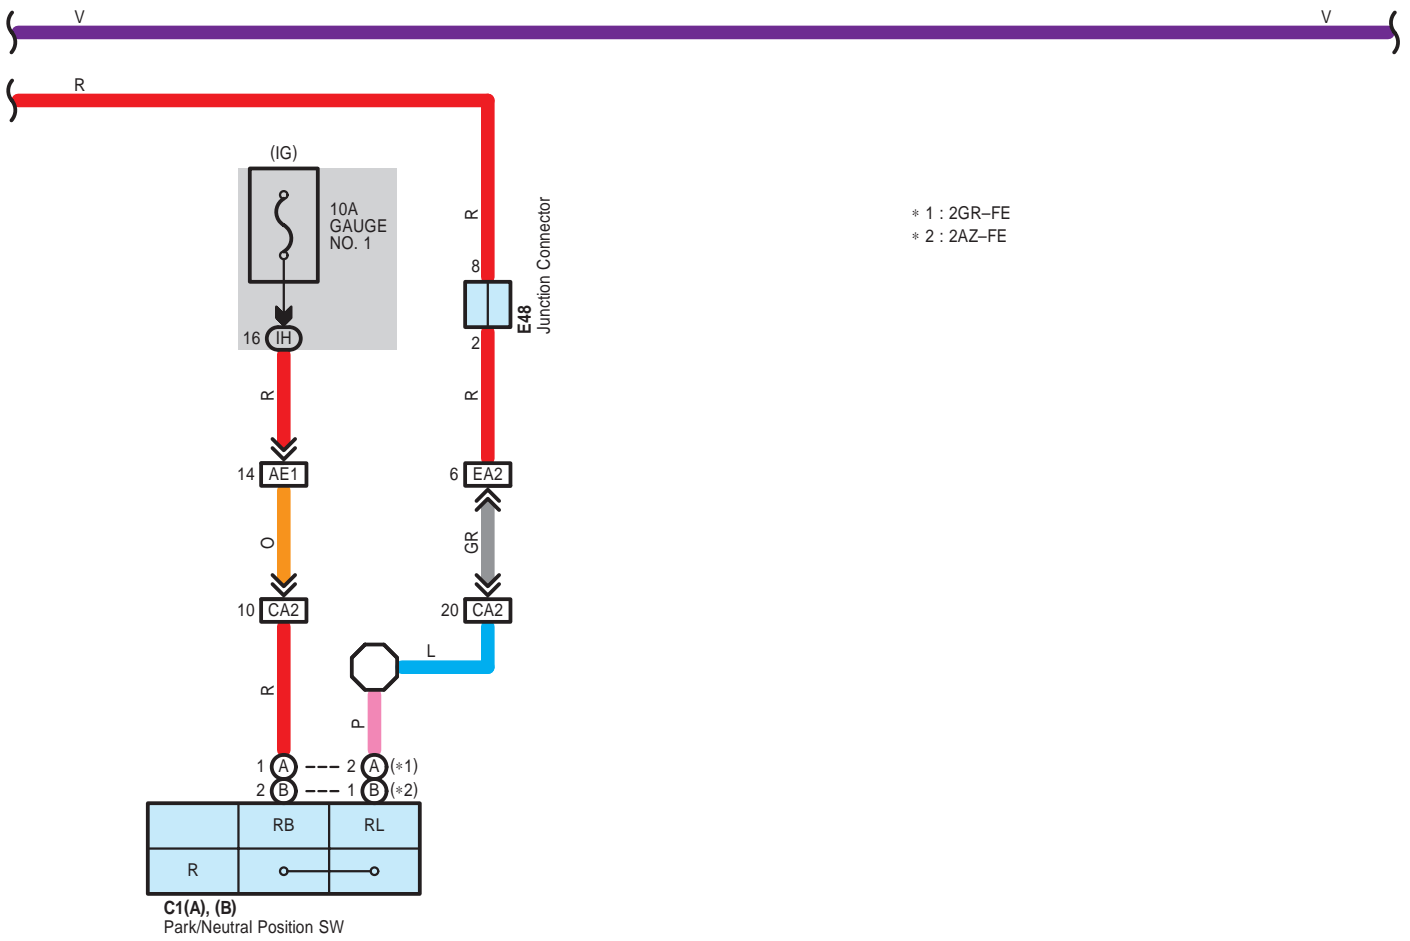 V V
R
(IG)
10A
GAUGE
NO. 1
16 IH
R
14 AE1
O
10 CA2
R
R
8
E48
Junction Connector
2
R
6 EA2
GR
20 CA2
L
P
1 A 2 A (*1)
2 B 1 B (*2)
RB RL
R
C1(A), (B)
Park/Neutral Position SW
* 1 : 2GR–FE
* 2 : 2AZ–FE